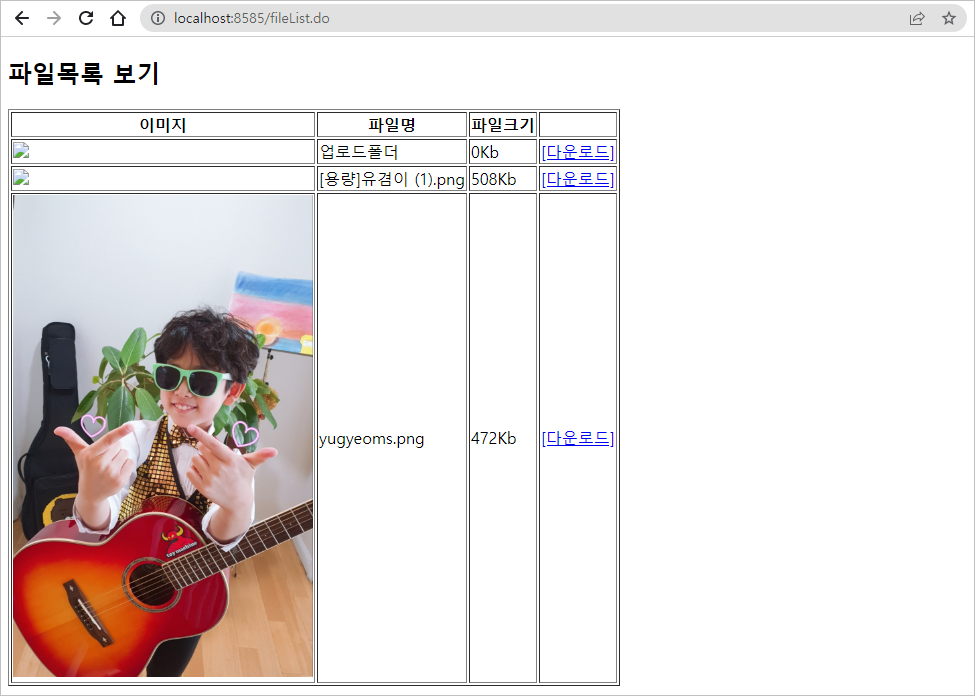 localhost:8585/fileList.do
파일목록 보기
이미지 파일명 파일크기
업로드폴더 0Kb [다운로드]
[용량]유겸이 (1).png 508Kb [다운로드]
yugyeoms.png 472Kb [다운로드]
toy machine